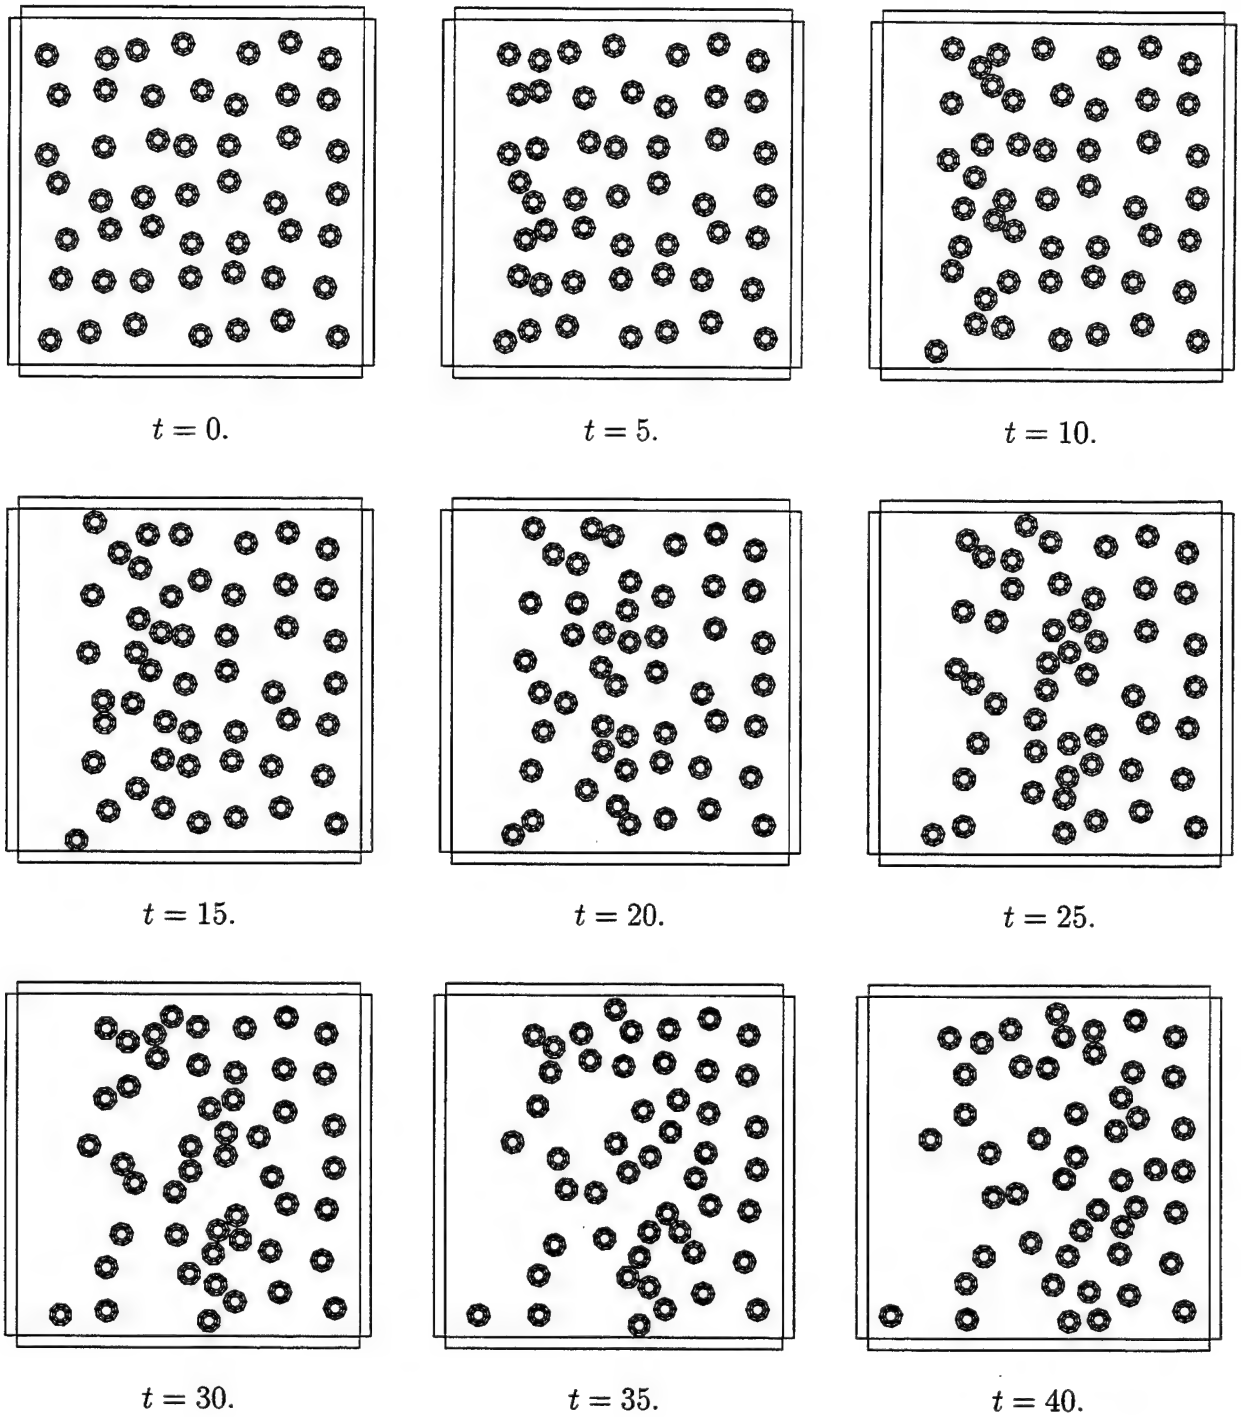 t = 0.
t = 5.
t = 10.
t = 15.
t = 20.
t = 25.
t = 30.
t = 35.
t = 40.